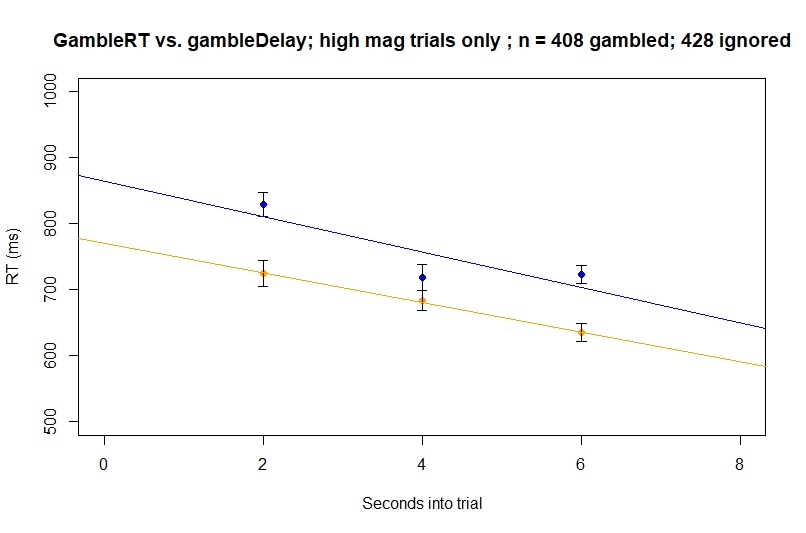 GambleRT vs. gambleDelay; high mag trials only ; n = 408 gambled; 428 ignored
1000
900
800
700
600
500
RT (ms)
0 2 4 6 8
Seconds into trial